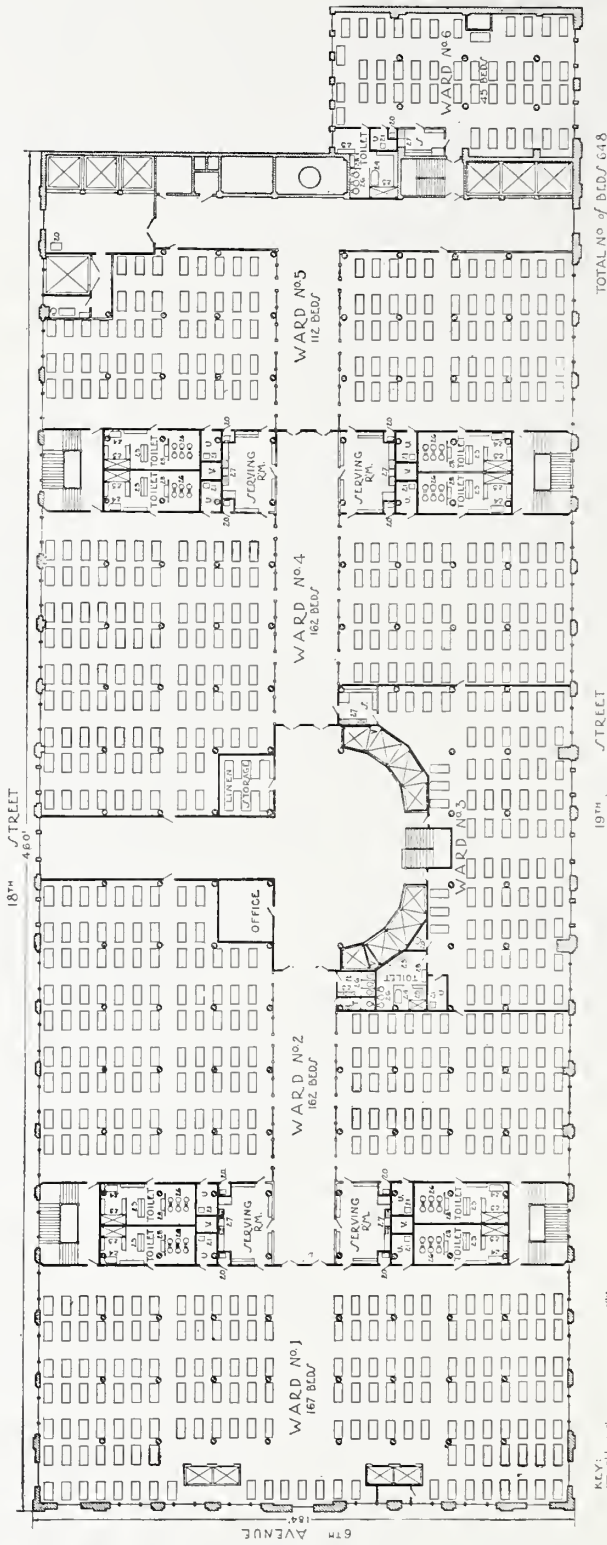 18TH STREET
460'
6TH AVENUE
184'
WARD No. 1
167 BEDS
TOILET
TOILET
SERVING RM.
TOILET
TOILET
SERVING RM.
WARD No. 2
162 BEDS
OFFICE
TOILET
WARD No. 3
LINEN STORAGE
WARD No. 4
162 BEDS
TOILET
TOILET
SERVING RM.
TOILET
TOILET
SERVING RM.
WARD No. 5
112 BEDS
TOILET
WARD No. 6
45 BEDS
19TH STREET
TOTAL No of BEDS 648
KEY: